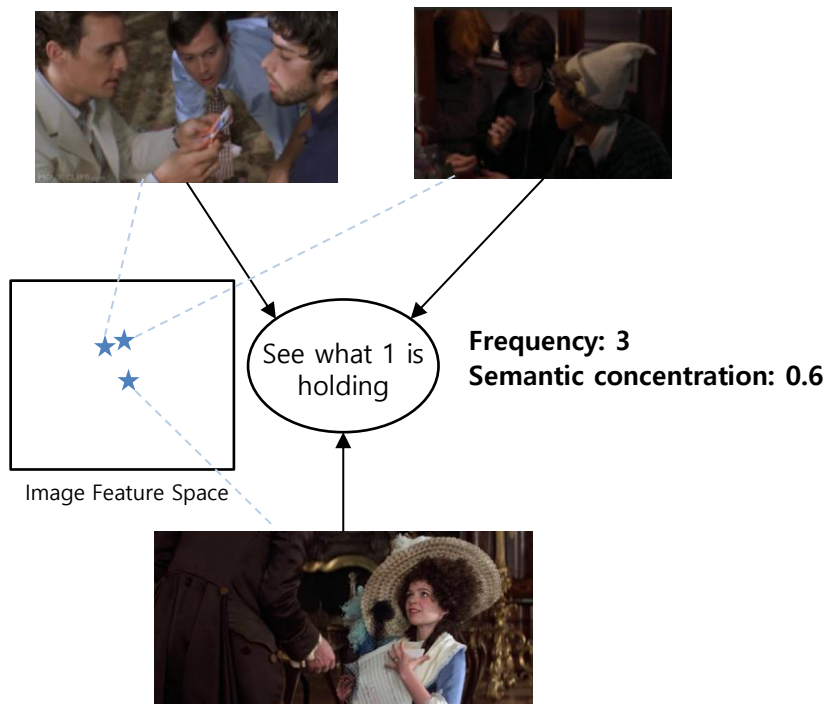 See what 1 is
holding
Frequency: 3
Semantic concentration: 0.6
Image Feature Space